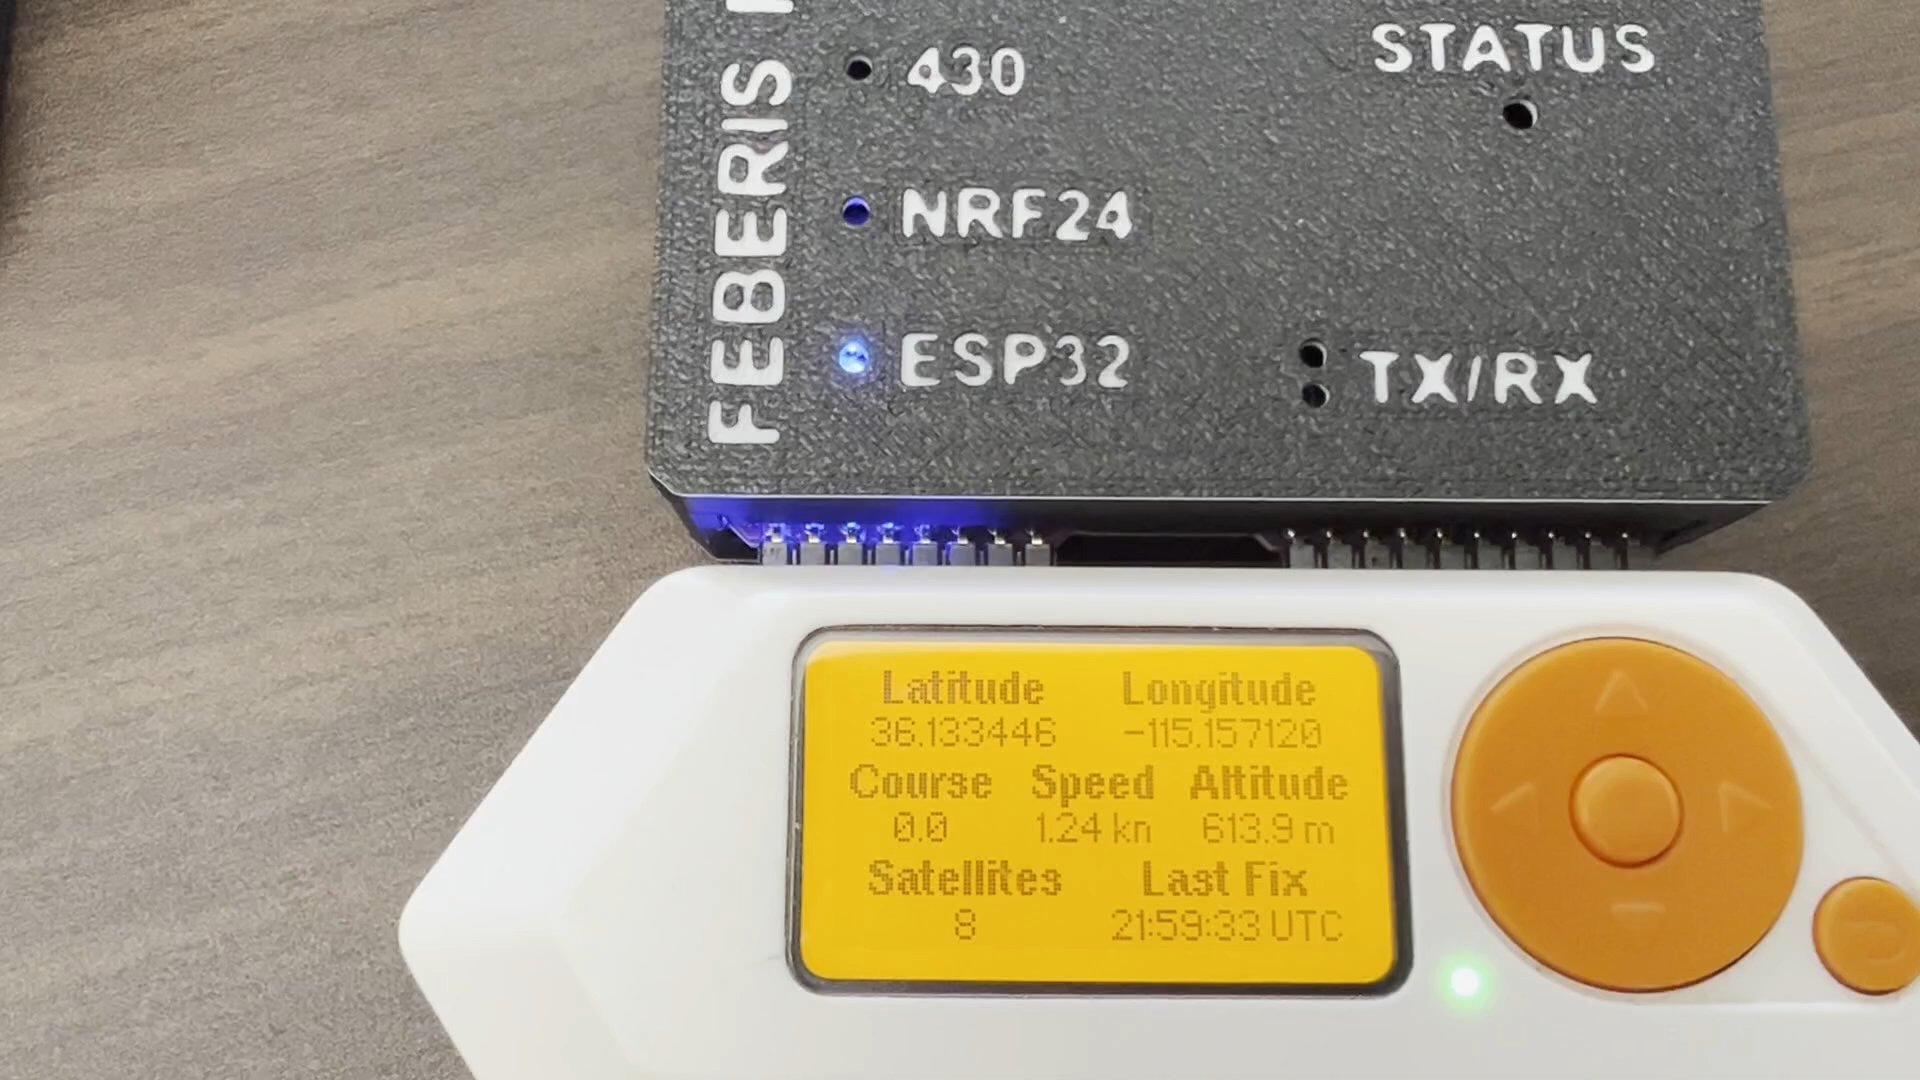 FEBERIS
430
STATUS
NRF24
ESP32
TX/RX
Latitude Longitude
36.133446 -115.157120
Course Speed Altitude
0.0 1.24 kn 613.9 m
Satellites Last Fix
8 21:59:33 UTC